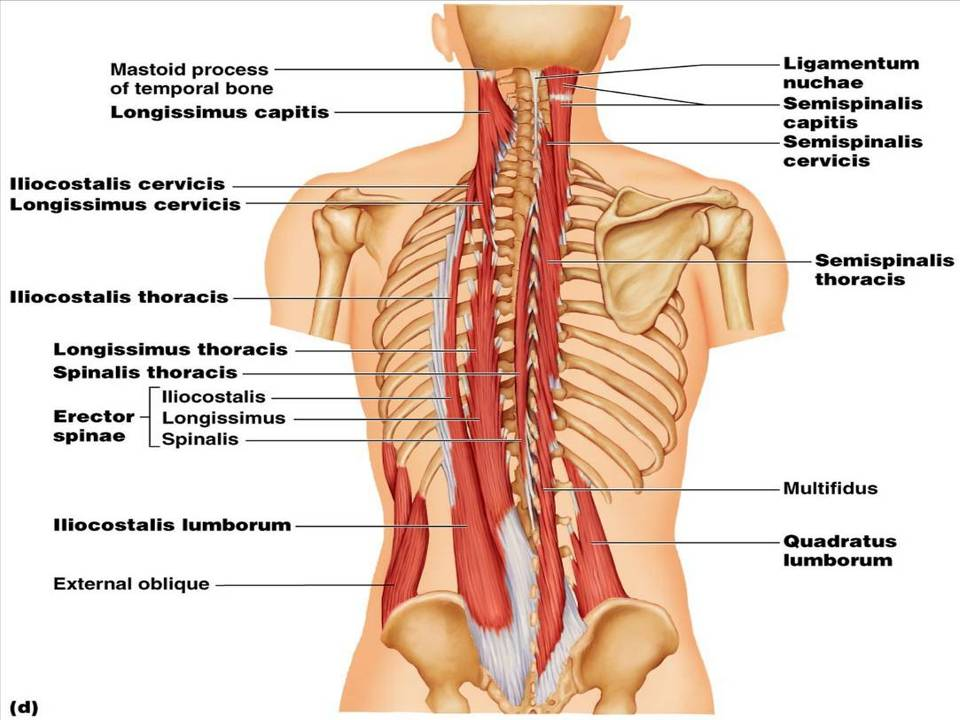 Mastoid process
of temporal bone
Longissimus capitis
Iliocostalis cervicis
Longissimus cervicis
Iliocostalis thoracis
Longissimus thoracis
Spinalis thoracis
Erector
spinae
Iliocostalis
Longissimus
Spinalis
Iliocostalis lumborum
External oblique
Ligamentum
nuchae
Semispinalis
capitis
Semispinalis
cervicis
Semispinalis
thoracis
Multifidus
Quadratus
lumborum
(d)